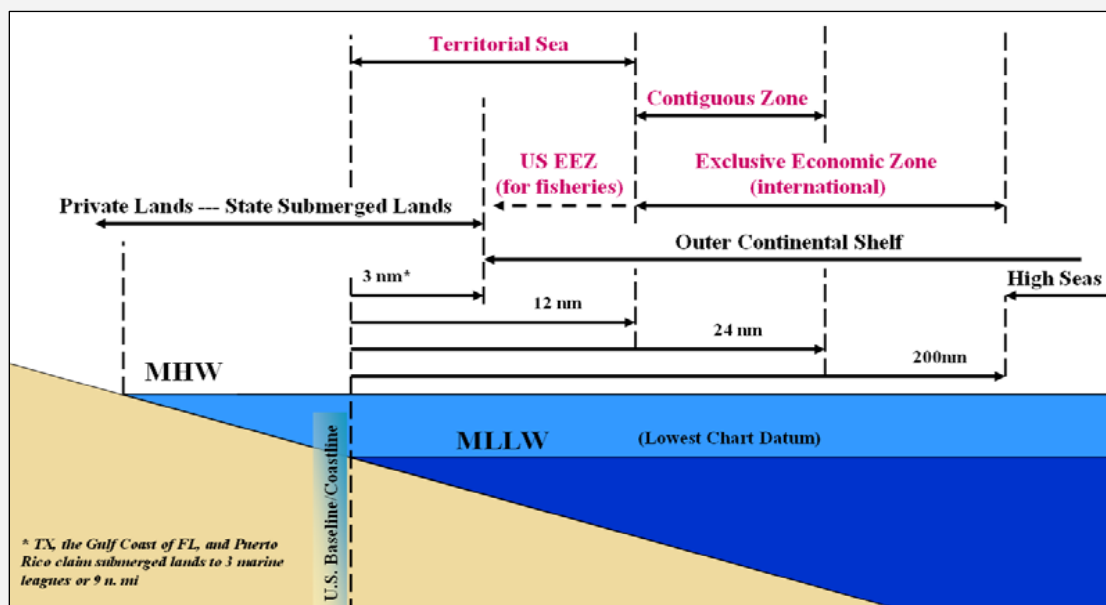 Territorial Sea
Contiguous Zone
US EEZ
(for fisheries)
Exclusive Economic Zone
(international)
Private Lands --- State Submerged Lands
Outer Continental Shelf
3 nm*
High Seas
12 nm
24 nm
200nm
MHW
MLLW
(Lowest Chart Datum)
U.S. Baseline/Coastline
* TX, the Gulf Coast of FL, and Puerto
Rico claim submerged lands to 3 marine
leagues or 9 n. mi